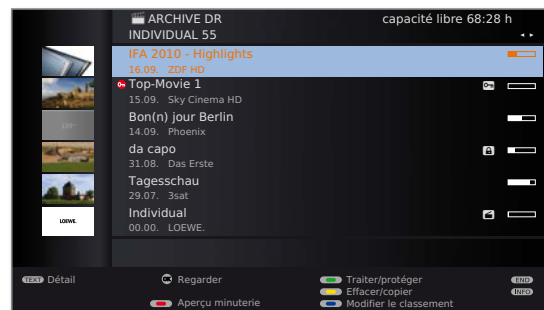 ARCHIVE DR capacité libre 68:28 h
INDIVIDUAL 55
IFA 2010 - Highlights
16.09. ZDF HD
Top-Movie 1
15.09. Sky Cinema HD
Bon(n) jour Berlin
14.09. Phoenix
da capo
31.08. Das Erste
Tagesschau
29.07. 3sat
LOEWE.
Individual
00.00. LOEWE.
TEXT Détail OK Regarder Traiter/protéger END
Effacer/copier INFO
Aperçu minuterie Modifier le classement